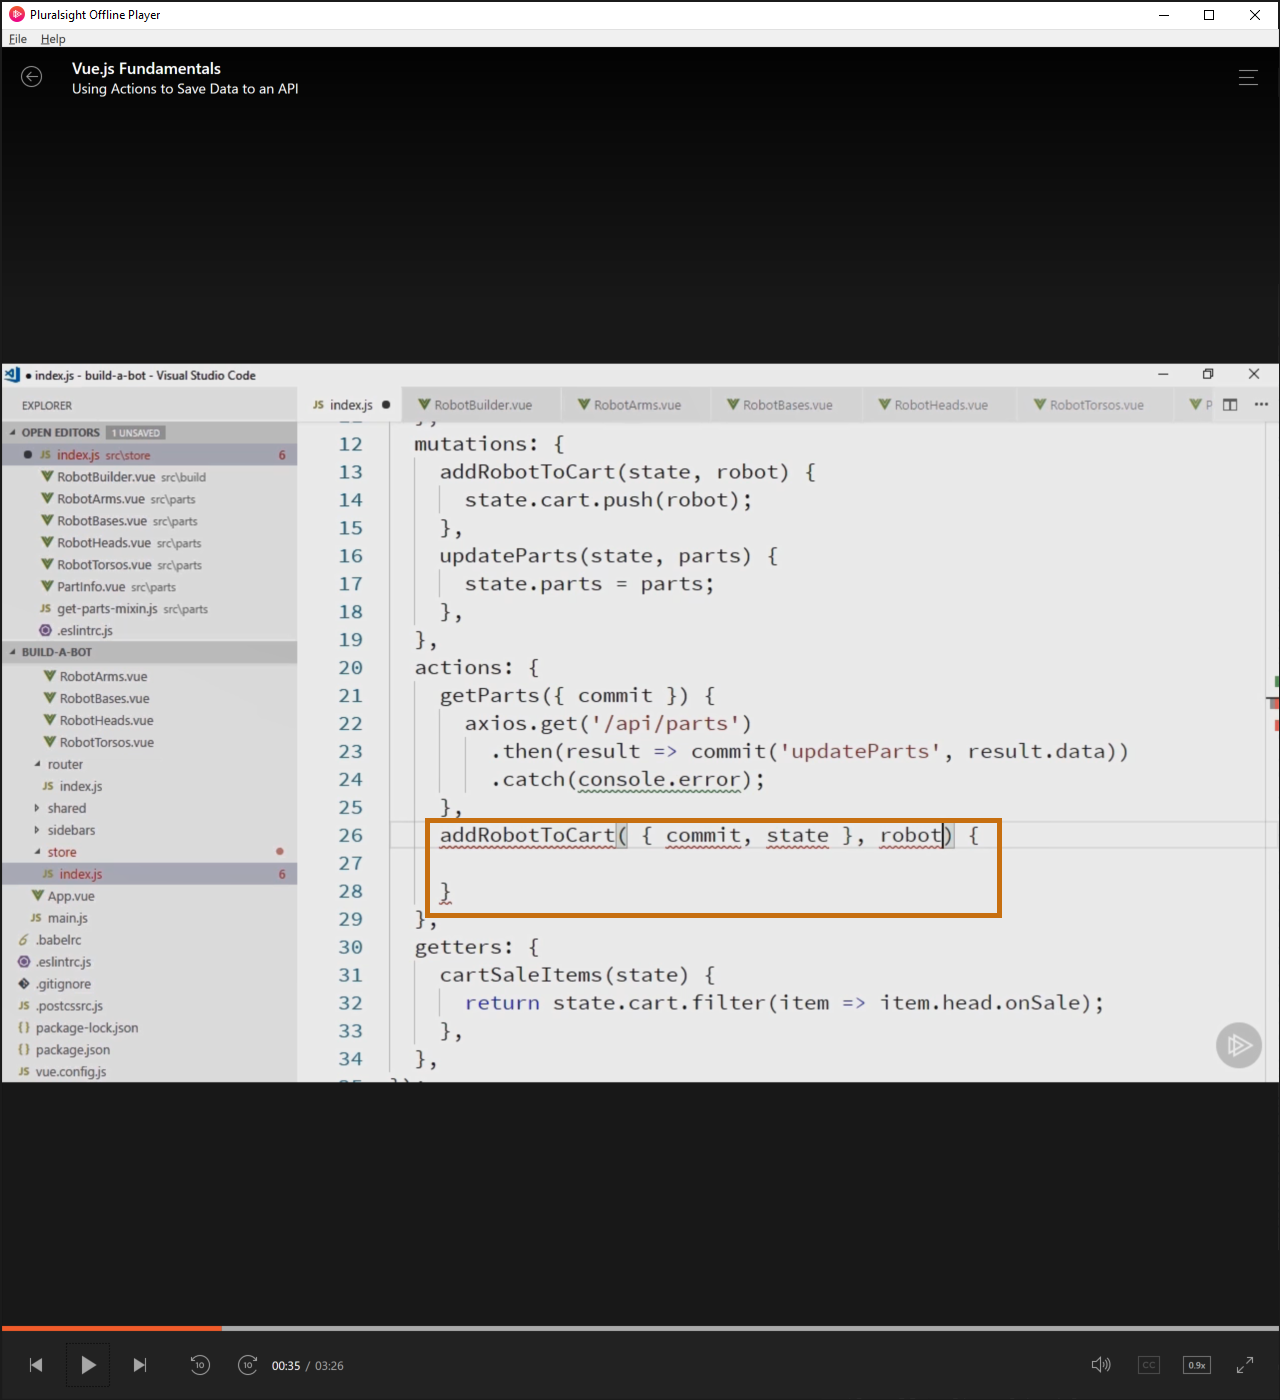 Pluralsight Offline Player
File Help
Vue.js Fundamentals
Using Actions to Save Data to an API
● index.js - build-a-bot - Visual Studio Code
EXPLORER
OPEN EDITORS 1 UNSAVED
JS index.js src\store 6
RobotBuilder.vue src\build
RobotArms.vue src\parts
RobotBases.vue src\parts
RobotHeads.vue src\parts
RobotTorsos.vue src\parts
PartInfo.vue src\parts
JS get-parts-mixin.js src\parts
.eslintrc.js
BUILD-A-BOT
RobotArms.vue
RobotBases.vue
RobotHeads.vue
RobotTorsos.vue
router
JS index.js
shared
sidebars
store
JS index.js 6
App.vue
JS main.js
.babelrc
.eslintrc.js
.gitignore
JS .postcssrc.js
{} package-lock.json
{} package.json
JS vue.config.js
JS index.js ● RobotBuilder.vue RobotArms.vue RobotBases.vue RobotHeads.vue RobotTorsos.vue P
12 mutations: {
13 addRobotToCart(state, robot) {
14 state.cart.push(robot);
15 },
16 updateParts(state, parts) {
17 state.parts = parts;
18 },
19 },
20 actions: {
21 getParts({ commit }) {
22 axios.get('/api/parts')
23 .then(result => commit('updateParts', result.data))
24 .catch(console.error);
25 },
26 addRobotToCart( { commit, state }, robot) {
27
28 }
29 },
30 getters: {
31 cartSaleItems(state) {
32 return state.cart.filter(item => item.head.onSale);
33 },
34 },
10 10 00:35 / 03:26 CC 0.9x